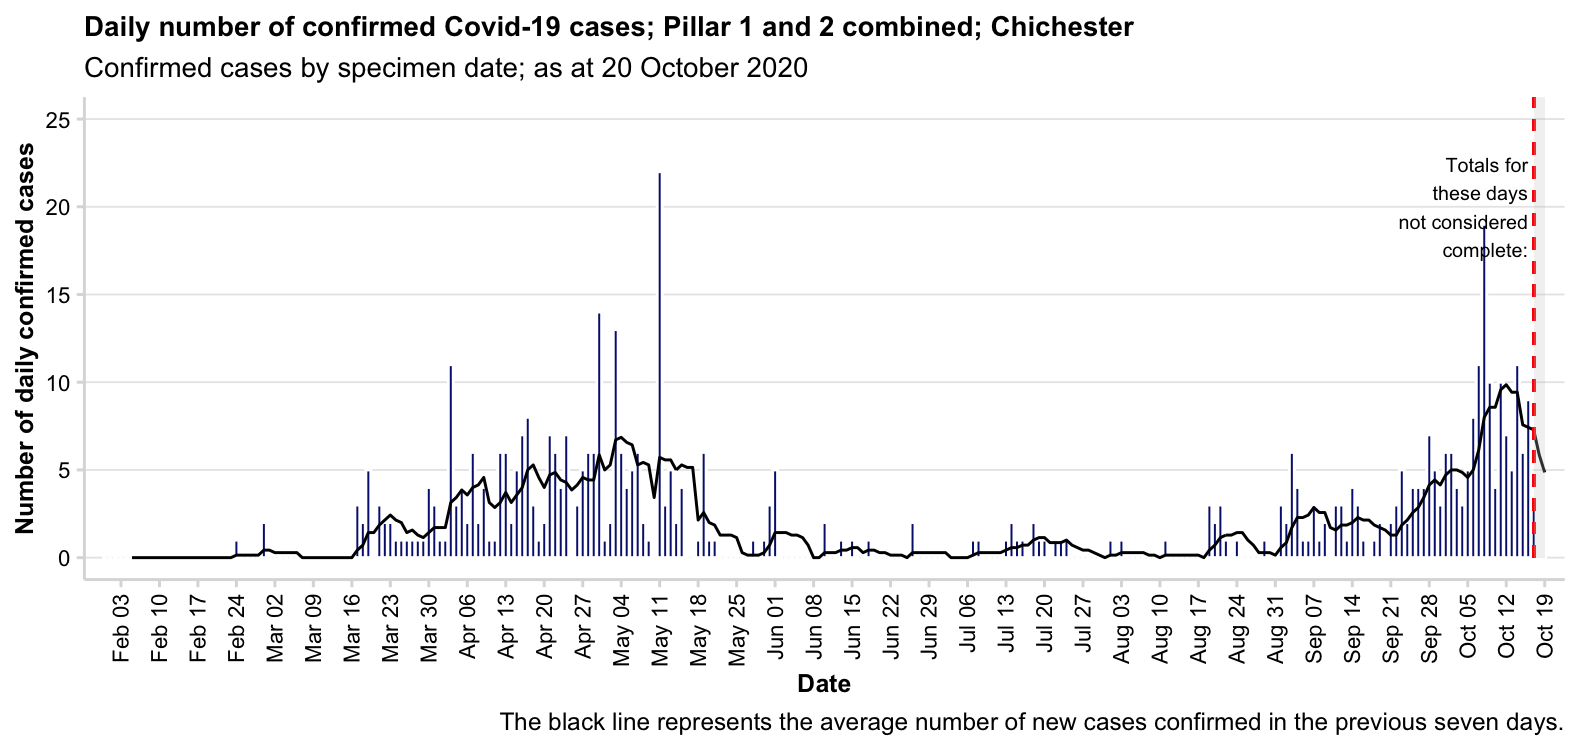 Daily number of confirmed Covid-19 cases; Pillar 1 and 2 combined; Chichester
Confirmed cases by specimen date; as at 20 October 2020
Number of daily confirmed cases
25
20
15
10
5
0
Totals for
these days
not considered
complete:
Feb 03
Feb 10
Feb 17
Feb 24
Mar 02
Mar 09
Mar 16
Mar 23
Mar 30
Apr 06
Apr 13
Apr 20
Apr 27
May 04
May 11
May 18
May 25
Jun 01
Jun 08
Jun 15
Jun 22
Jun 29
Jul 06
Jul 13
Jul 20
Jul 27
Aug 03
Aug 10
Aug 17
Aug 24
Aug 31
Sep 07
Sep 14
Sep 21
Sep 28
Oct 05
Oct 12
Oct 19
Date
The black line represents the average number of new cases confirmed in the previous seven days.